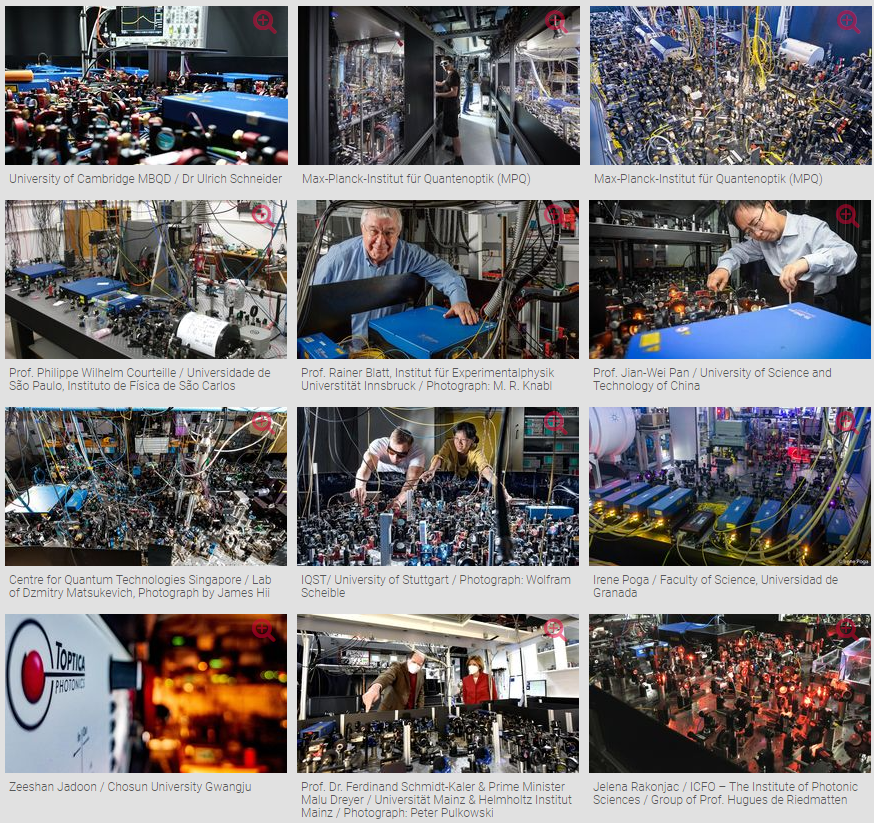 University of Cambridge MBQD / Dr Ulrich Schneider
Max-Planck-Institut für Quantenoptik (MPQ)
Max-Planck-Institut für Quantenoptik (MPQ)
Prof. Philippe Wilhelm Courteille / Universidade de
São Paulo, Instituto de Física de São Carlos
Prof. Rainer Blatt, Institut für Experimentalphysik
Universtität Innsbruck / Photograph: M. R. Knabl
Prof. Jian-Wei Pan / University of Science and
Technology of China
Centre for Quantum Technologies Singapore / Lab
of Dzmitry Matsukevich, Photograph by James Hii
IQST/ University of Stuttgart / Photograph: Wolfram
Scheible
© Irene Poga
Irene Poga / Faculty of Science, Universidad de
Granada
TOPTICA
PHOTONICS
Zeeshan Jadoon / Chosun University Gwangju
Prof. Dr. Ferdinand Schmidt-Kaler & Prime Minister
Malu Dreyer / Universität Mainz & Helmholtz Institut
Mainz / Photograph: Peter Pulkowski
Jelena Rakonjac / ICFO – The Institute of Photonic
Sciences / Group of Prof. Hugues de Riedmatten